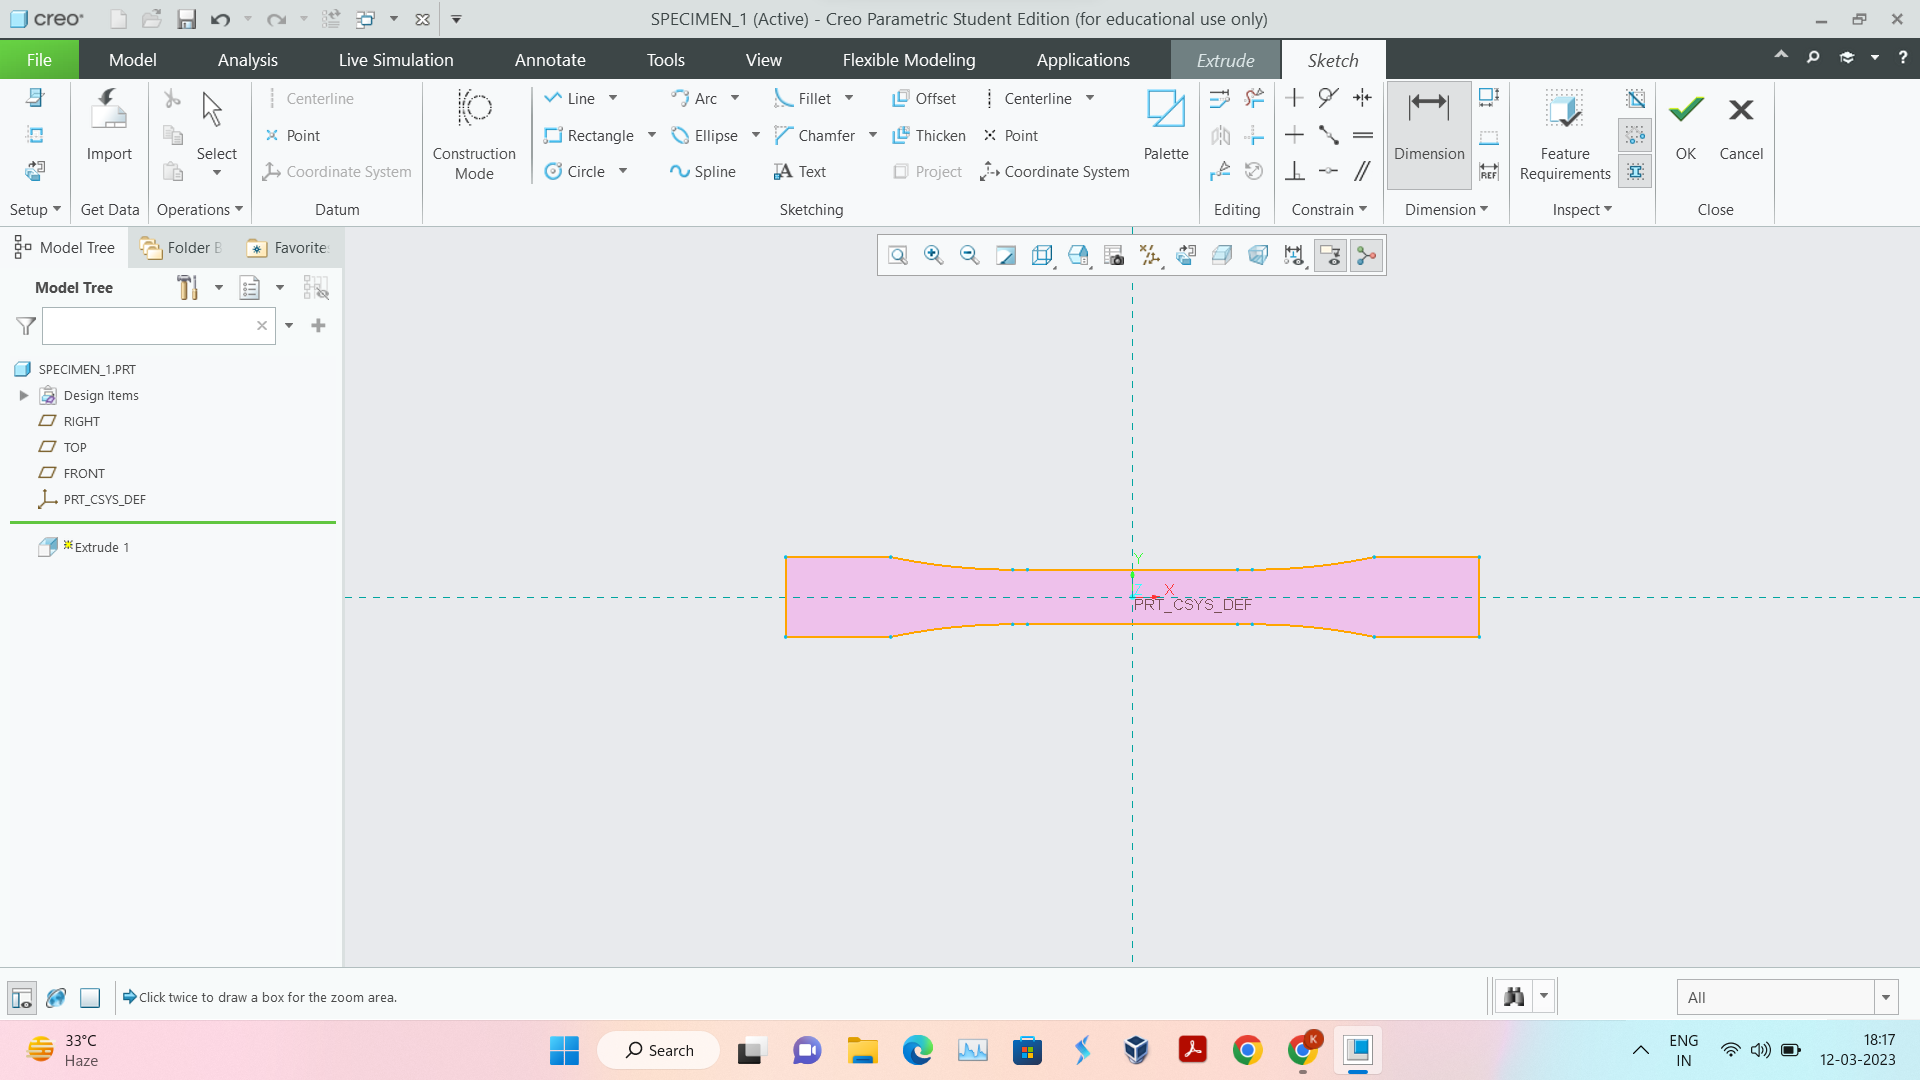 creo
SPECIMEN_1 (Active) - Creo Parametric Student Edition (for educational use only)
File Model Analysis Live Simulation Annotate Tools View Flexible Modeling Applications Extrude Sketch
Centerline Line Arc Fillet Offset Centerline
Point Rectangle Ellipse Chamfer Thicken Point
Import Select Construction Mode Palette Dimension Feature Requirements OK Cancel
Coordinate System Circle Spline Text Project Coordinate System REF
Setup Get Data Operations Datum Sketching Editing Constrain Dimension Inspect Close
Model Tree Folder B Favorites
Model Tree
SPECIMEN_1.PRT
Design Items
RIGHT
TOP
FRONT
PRT_CSYS_DEF
Extrude 1
Y
Z X
PRT_CSYS_DEF
Click twice to draw a box for the zoom area.
All
33°C
Haze
Search
K
ENG
IN
18:17
12-03-2023